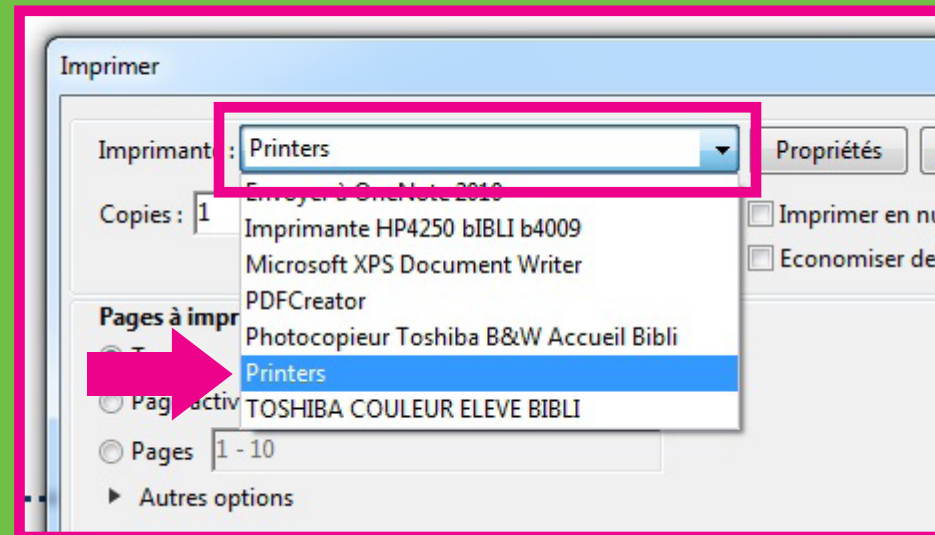 Imprimer
Imprimante : Printers Propriétés
Envoyer à OneNote 2010
Copies : 1 Imprimer en
Imprimante HP4250 bIBLI b4009
Microsoft XPS Document Writer Economiser de
PDFCreator
Pages à impr
Photocopieur Toshiba B&W Accueil Bibli
Printers
TOSHIBA COULEUR ELEVE BIBLI
Pages 1 - 10
Autres options